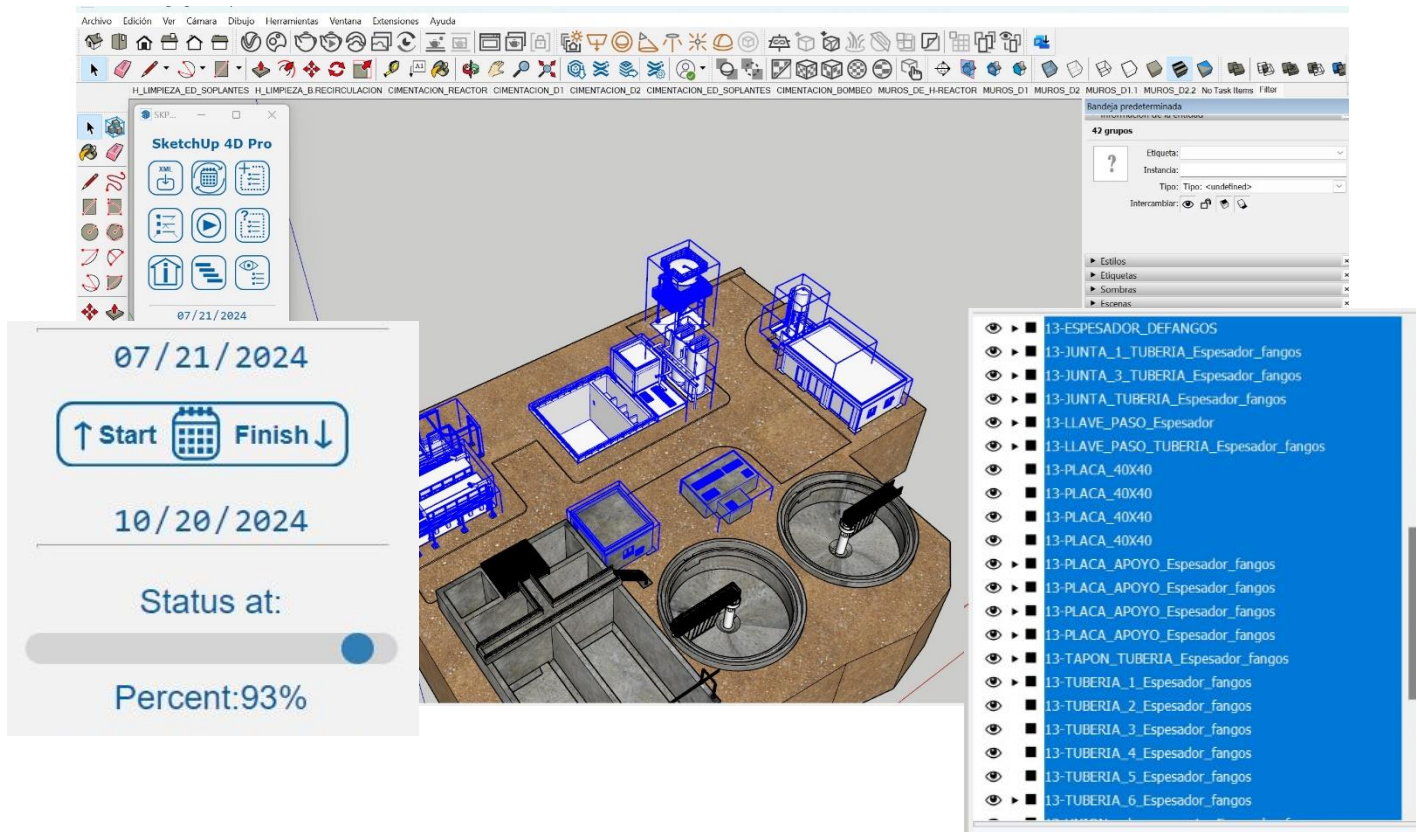 Archivo Edición Ver Cámara Dibujo Herramientas Ventana Extensiones Ayuda
H_LIMPIEZA_ED_SOPLANTES H_LIMPIEZA_B.RECIRCULACION CIMENTACION_REACTOR CIMENTACION_D1 CIMENTACION_D2 CIMENTACION_ED_SOPLANTES CIMENTACION_BOMBEO MUROS_DE_H-REACTOR MUROS_D1 MUROS_D2 MUROS_D1.1 MUROS_D2.2 No Task Items Filter
SKP...
SketchUp 4D Pro
XML
07/21/2024
Bandeja predeterminada
Información de la entidad
42 grupos
?
Etiqueta:
Instancia:
Tipo: Tipo: <undefined>
Intercambiar:
Estilos
Etiquetas
Sombras
Escenas
07/21/2024
↑ Start Finish ↓
10/20/2024
Status at:
Percent:93%
13-ESPESADOR_DEFANGOS
13-JUNTA_1_TUBERIA_Espesador_fangos
13-JUNTA_3_TUBERIA_Espesador_fangos
13-JUNTA_TUBERIA_Espesador_fangos
13-LLAVE_PASO_Espesador
13-LLAVE_PASO_TUBERIA_Espesador_fangos
13-PLACA_40X40
13-PLACA_40X40
13-PLACA_40X40
13-PLACA_40X40
13-PLACA_APOYO_Espesador_fangos
13-PLACA_APOYO_Espesador_fangos
13-PLACA_APOYO_Espesador_fangos
13-PLACA_APOYO_Espesador_fangos
13-TAPON_TUBERIA_Espesador_fangos
13-TUBERIA_1_Espesador_fangos
13-TUBERIA_2_Espesador_fangos
13-TUBERIA_3_Espesador_fangos
13-TUBERIA_4_Espesador_fangos
13-TUBERIA_5_Espesador_fangos
13-TUBERIA_6_Espesador_fangos